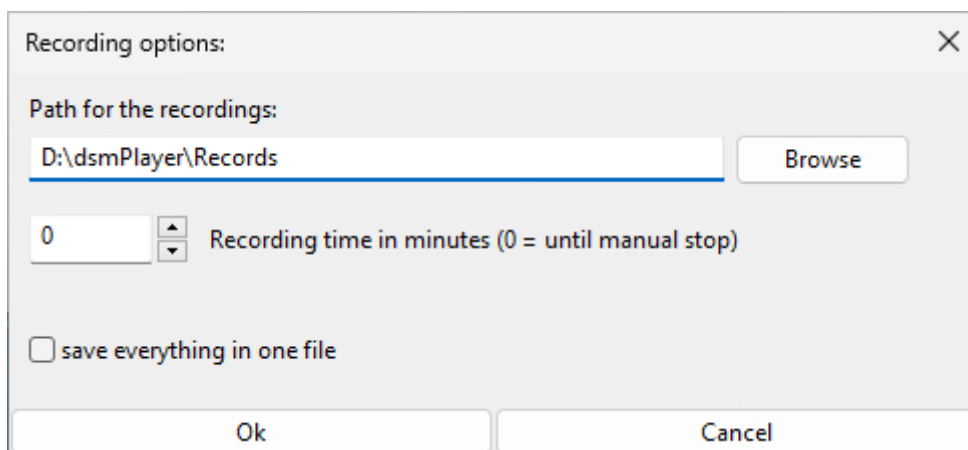 Recording options:
Path for the recordings:
D:\dsmPlayer\Records
Browse
0
Recording time in minutes (0 = until manual stop)
save everything in one file
Ok
Cancel